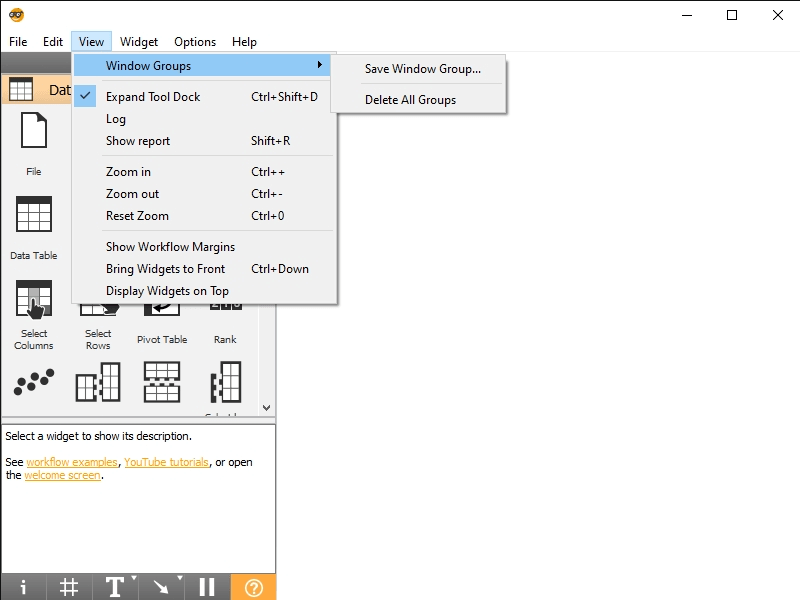 File Edit View Widget Options Help
Window Groups
Save Window Group...
Delete All Groups
Expand Tool Dock Ctrl+Shift+D
Log
Show report Shift+R
Zoom in Ctrl++
Zoom out Ctrl+-
Reset Zoom Ctrl+0
Show Workflow Margins
Bring Widgets to Front Ctrl+Down
Display Widgets on Top
Dat
File
Data Table
Select Columns
Select Rows
Pivot Table
Rank
Select a widget to show its description.
See workflow examples, YouTube tutorials, or open
the welcome screen.